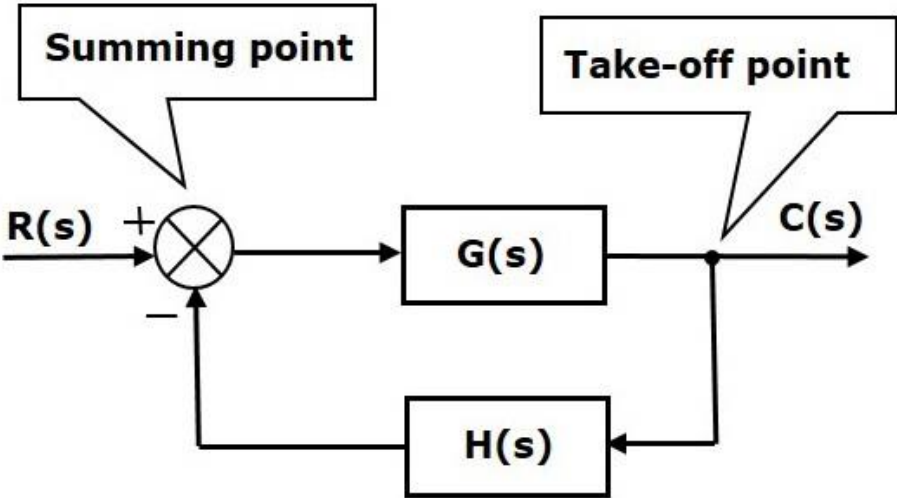 Summing point
Take-off point
R(s)
+
G(s)
C(s)
−
H(s)